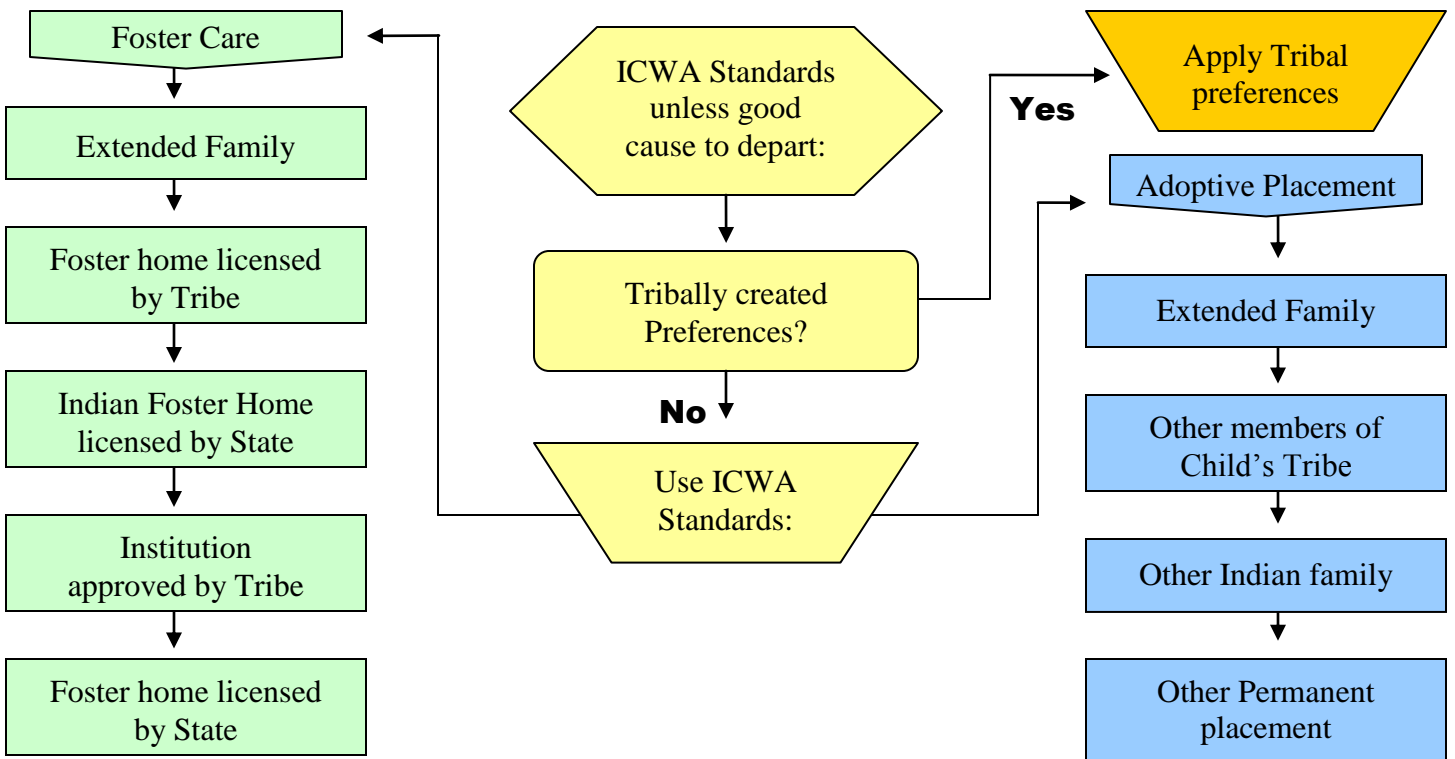 Foster Care
Extended Family
Foster home licensed
by Tribe
Indian Foster Home
licensed by State
Institution
approved by Tribe
Foster home licensed
by State
ICWA Standards
unless good
cause to depart:
Tribally created
Preferences?
Yes
No
Use ICWA
Standards:
Apply Tribal
preferences
Adoptive Placement
Extended Family
Other members of
Child’s Tribe
Other Indian family
Other Permanent
placement